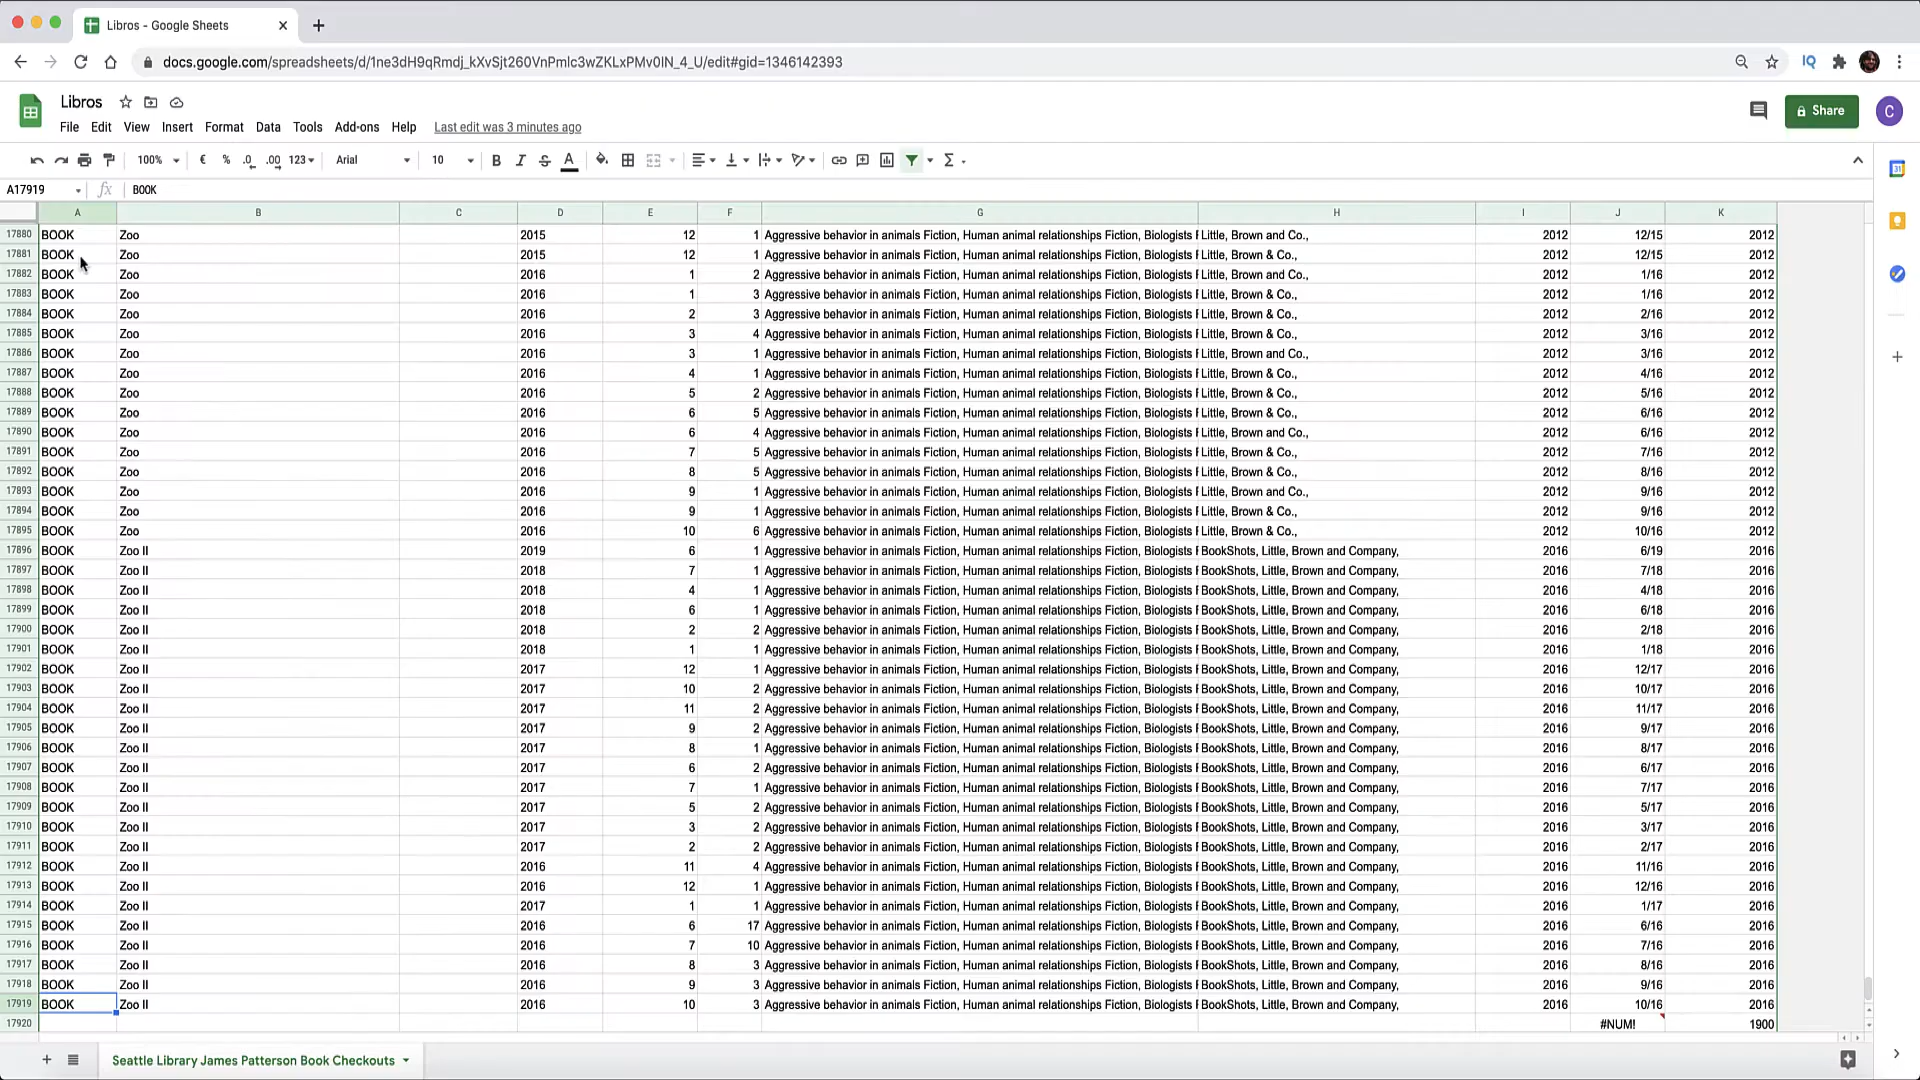 Libros - Google Sheets
docs.google.com/spreadsheets/d/1ne3dH9qRmdj_kXvSjt260VnPmlc3wZKLxPMv0IN_4_U/edit#gid=1346142393
IQ
Libros
Share
C
File Edit View Insert Format Data Tools Add-ons Help Last edit was 3 minutes ago
100% € % .0 .00 123 Arial 10 B I S A Σ
31
A17919 fx BOOK
A B C D E F G H I J K
17880 BOOK Zoo 2015 12 1 Aggressive behavior in animals Fiction, Human animal relationships Fiction, Biologists Little, Brown and Co., 2012 12/15 2012
17881 BOOK Zoo 2015 12 1 Aggressive behavior in animals Fiction, Human animal relationships Fiction, Biologists Little, Brown & Co., 2012 12/15 2012
17882 BOOK Zoo 2016 1 2 Aggressive behavior in animals Fiction, Human animal relationships Fiction, Biologists Little, Brown and Co., 2012 1/16 2012
17883 BOOK Zoo 2016 1 3 Aggressive behavior in animals Fiction, Human animal relationships Fiction, Biologists Little, Brown & Co., 2012 1/16 2012
17884 BOOK Zoo 2016 2 3 Aggressive behavior in animals Fiction, Human animal relationships Fiction, Biologists Little, Brown & Co., 2012 2/16 2012
17885 BOOK Zoo 2016 3 4 Aggressive behavior in animals Fiction, Human animal relationships Fiction, Biologists Little, Brown & Co., 2012 3/16 2012
17886 BOOK Zoo 2016 3 1 Aggressive behavior in animals Fiction, Human animal relationships Fiction, Biologists Little, Brown and Co., 2012 3/16 2012
17887 BOOK Zoo 2016 4 1 Aggressive behavior in animals Fiction, Human animal relationships Fiction, Biologists Little, Brown & Co., 2012 4/16 2012
17888 BOOK Zoo 2016 5 2 Aggressive behavior in animals Fiction, Human animal relationships Fiction, Biologists Little, Brown & Co., 2012 5/16 2012
17889 BOOK Zoo 2016 6 5 Aggressive behavior in animals Fiction, Human animal relationships Fiction, Biologists Little, Brown & Co., 2012 6/16 2012
17890 BOOK Zoo 2016 6 4 Aggressive behavior in animals Fiction, Human animal relationships Fiction, Biologists Little, Brown and Co., 2012 6/16 2012
17891 BOOK Zoo 2016 7 5 Aggressive behavior in animals Fiction, Human animal relationships Fiction, Biologists Little, Brown & Co., 2012 7/16 2012
17892 BOOK Zoo 2016 8 5 Aggressive behavior in animals Fiction, Human animal relationships Fiction, Biologists Little, Brown & Co., 2012 8/16 2012
17893 BOOK Zoo 2016 9 1 Aggressive behavior in animals Fiction, Human animal relationships Fiction, Biologists Little, Brown and Co., 2012 9/16 2012
17894 BOOK Zoo 2016 9 1 Aggressive behavior in animals Fiction, Human animal relationships Fiction, Biologists Little, Brown & Co., 2012 9/16 2012
17895 BOOK Zoo 2016 10 6 Aggressive behavior in animals Fiction, Human animal relationships Fiction, Biologists Little, Brown & Co., 2012 10/16 2012
17896 BOOK Zoo II 2019 6 1 Aggressive behavior in animals Fiction, Human animal relationships Fiction, Biologists BookShots, Little, Brown and Company, 2016 6/19 2016
17897 BOOK Zoo II 2018 7 1 Aggressive behavior in animals Fiction, Human animal relationships Fiction, Biologists BookShots, Little, Brown and Company, 2016 7/18 2016
17898 BOOK Zoo II 2018 4 1 Aggressive behavior in animals Fiction, Human animal relationships Fiction, Biologists BookShots, Little, Brown and Company, 2016 4/18 2016
17899 BOOK Zoo II 2018 6 1 Aggressive behavior in animals Fiction, Human animal relationships Fiction, Biologists BookShots, Little, Brown and Company, 2016 6/18 2016
17900 BOOK Zoo II 2018 2 2 Aggressive behavior in animals Fiction, Human animal relationships Fiction, Biologists BookShots, Little, Brown and Company, 2016 2/18 2016
17901 BOOK Zoo II 2018 1 1 Aggressive behavior in animals Fiction, Human animal relationships Fiction, Biologists BookShots, Little, Brown and Company, 2016 1/18 2016
17902 BOOK Zoo II 2017 12 1 Aggressive behavior in animals Fiction, Human animal relationships Fiction, Biologists BookShots, Little, Brown and Company, 2016 12/17 2016
17903 BOOK Zoo II 2017 10 2 Aggressive behavior in animals Fiction, Human animal relationships Fiction, Biologists BookShots, Little, Brown and Company, 2016 10/17 2016
17904 BOOK Zoo II 2017 11 2 Aggressive behavior in animals Fiction, Human animal relationships Fiction, Biologists BookShots, Little, Brown and Company, 2016 11/17 2016
17905 BOOK Zoo II 2017 9 2 Aggressive behavior in animals Fiction, Human animal relationships Fiction, Biologists BookShots, Little, Brown and Company, 2016 9/17 2016
17906 BOOK Zoo II 2017 8 1 Aggressive behavior in animals Fiction, Human animal relationships Fiction, Biologists BookShots, Little, Brown and Company, 2016 8/17 2016
17907 BOOK Zoo II 2017 6 2 Aggressive behavior in animals Fiction, Human animal relationships Fiction, Biologists BookShots, Little, Brown and Company, 2016 6/17 2016
17908 BOOK Zoo II 2017 7 1 Aggressive behavior in animals Fiction, Human animal relationships Fiction, Biologists BookShots, Little, Brown and Company, 2016 7/17 2016
17909 BOOK Zoo II 2017 5 2 Aggressive behavior in animals Fiction, Human animal relationships Fiction, Biologists BookShots, Little, Brown and Company, 2016 5/17 2016
17910 BOOK Zoo II 2017 3 2 Aggressive behavior in animals Fiction, Human animal relationships Fiction, Biologists BookShots, Little, Brown and Company, 2016 3/17 2016
17911 BOOK Zoo II 2017 2 2 Aggressive behavior in animals Fiction, Human animal relationships Fiction, Biologists BookShots, Little, Brown and Company, 2016 2/17 2016
17912 BOOK Zoo II 2016 11 4 Aggressive behavior in animals Fiction, Human animal relationships Fiction, Biologists BookShots, Little, Brown and Company, 2016 11/16 2016
17913 BOOK Zoo II 2016 12 1 Aggressive behavior in animals Fiction, Human animal relationships Fiction, Biologists BookShots, Little, Brown and Company, 2016 12/16 2016
17914 BOOK Zoo II 2017 1 1 Aggressive behavior in animals Fiction, Human animal relationships Fiction, Biologists BookShots, Little, Brown and Company, 2016 1/17 2016
17915 BOOK Zoo II 2016 6 17 Aggressive behavior in animals Fiction, Human animal relationships Fiction, Biologists BookShots, Little, Brown and Company, 2016 6/16 2016
17916 BOOK Zoo II 2016 7 10 Aggressive behavior in animals Fiction, Human animal relationships Fiction, Biologists BookShots, Little, Brown and Company, 2016 7/16 2016
17917 BOOK Zoo II 2016 8 3 Aggressive behavior in animals Fiction, Human animal relationships Fiction, Biologists BookShots, Little, Brown and Company, 2016 8/16 2016
17918 BOOK Zoo II 2016 9 3 Aggressive behavior in animals Fiction, Human animal relationships Fiction, Biologists BookShots, Little, Brown and Company, 2016 9/16 2016
17919 BOOK Zoo II 2016 10 3 Aggressive behavior in animals Fiction, Human animal relationships Fiction, Biologists BookShots, Little, Brown and Company, 2016 10/16 2016
17920 #NUM! 1900
Seattle Library James Patterson Book Checkouts